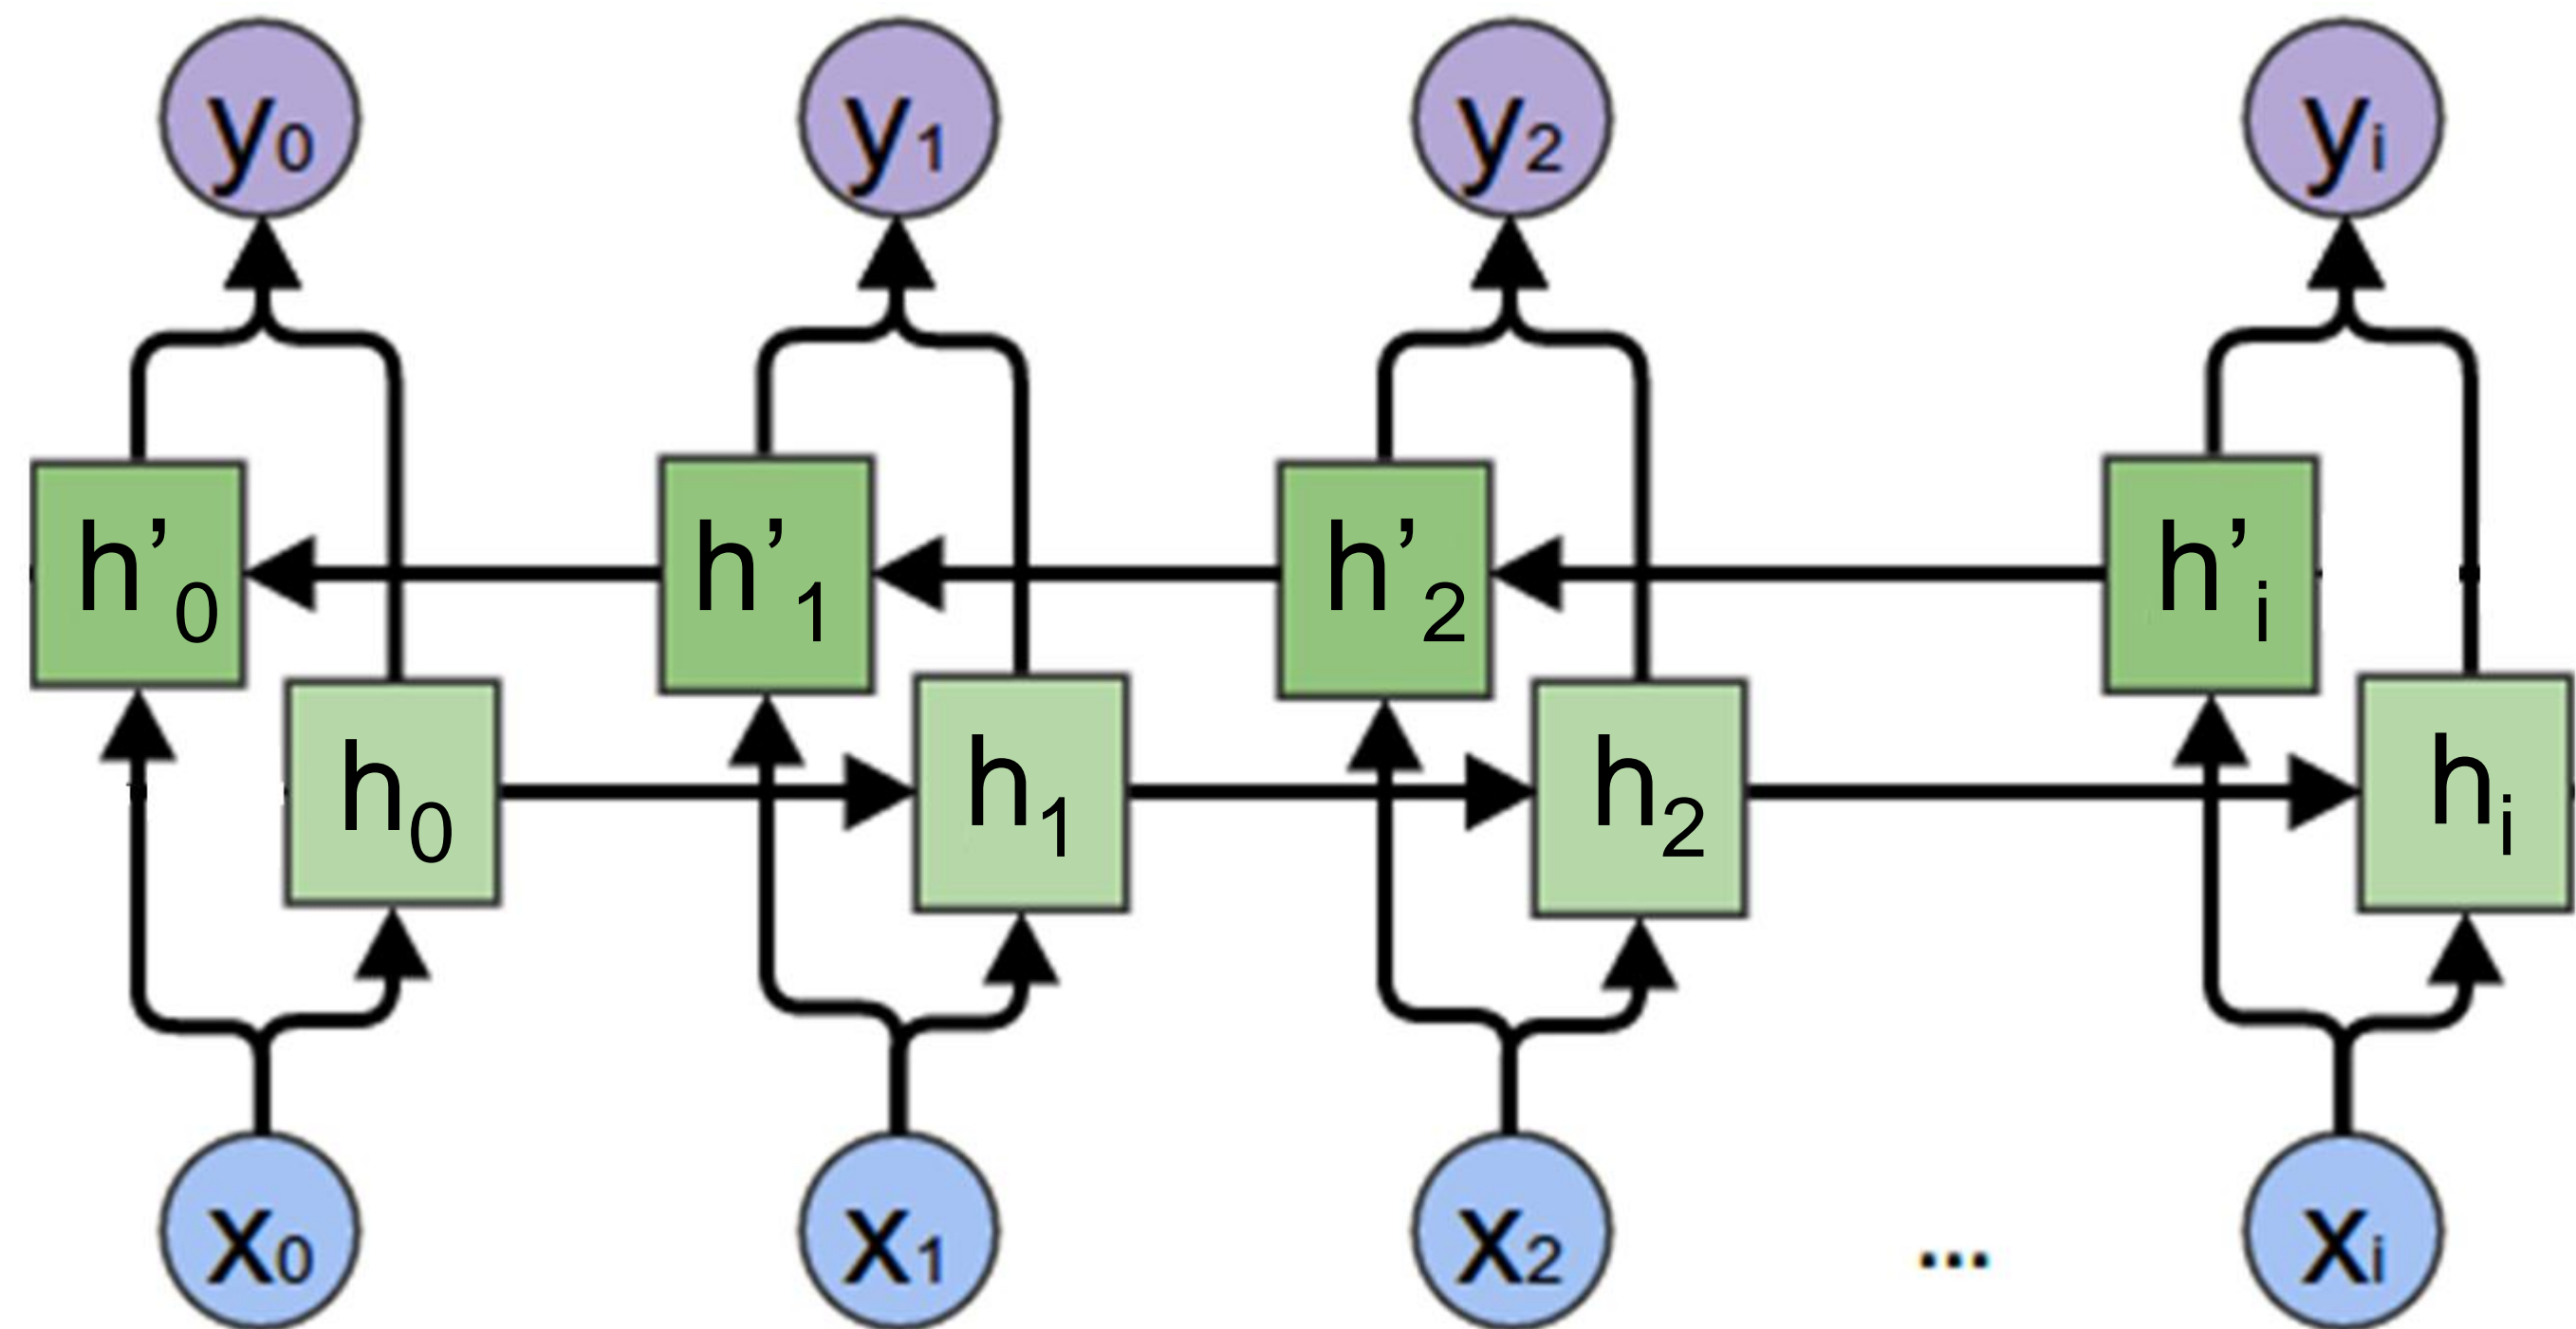 y₀ y₁ y₂ yᵢ
h’₀ h’₁ h’₂ h’ᵢ
h₀ h₁ h₂ hᵢ
x₀ x₁ x₂ ... xᵢ